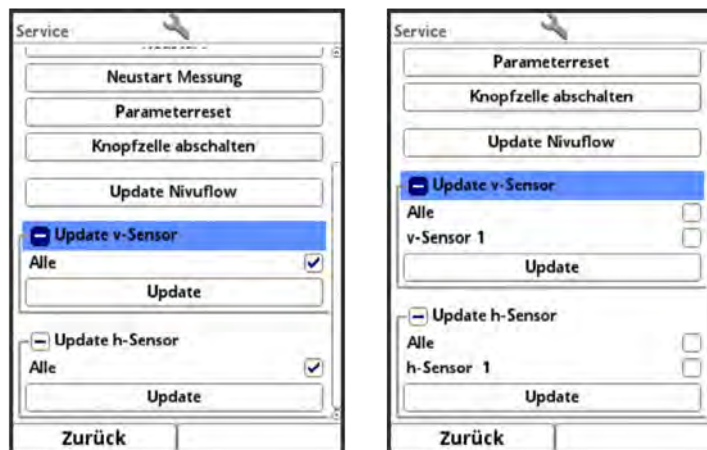 Service
Neustart Messung
Parameterreset
Knopfzelle abschalten
Update Nivuflow
Update v-Sensor
Alle
Update
Update h-Sensor
Alle
Update
Zurück
Service
Parameterreset
Knopfzelle abschalten
Update Nivuflow
Update v-Sensor
Alle
v-Sensor 1
Update
Update h-Sensor
Alle
h-Sensor 1
Update
Zurück